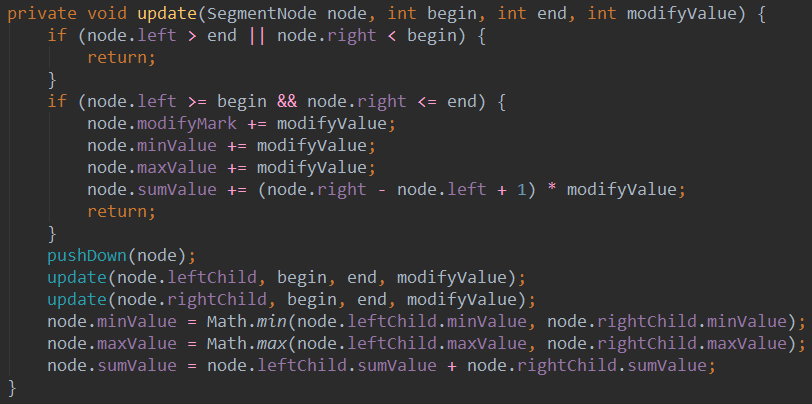 private void update(SegmentNode node, int begin, int end, int modifyValue) {
    if (node.left > end || node.right < begin) {
        return;
    }
    if (node.left >= begin && node.right <= end) {
        node.modifyMark += modifyValue;
        node.minValue += modifyValue;
        node.maxValue += modifyValue;
        node.sumValue += (node.right - node.left + 1) * modifyValue;
        return;
    }
    pushDown(node);
    update(node.leftChild, begin, end, modifyValue);
    update(node.rightChild, begin, end, modifyValue);
    node.minValue = Math.min(node.leftChild.minValue, node.rightChild.minValue);
    node.maxValue = Math.max(node.leftChild.maxValue, node.rightChild.maxValue);
    node.sumValue = node.leftChild.sumValue + node.rightChild.sumValue;
}